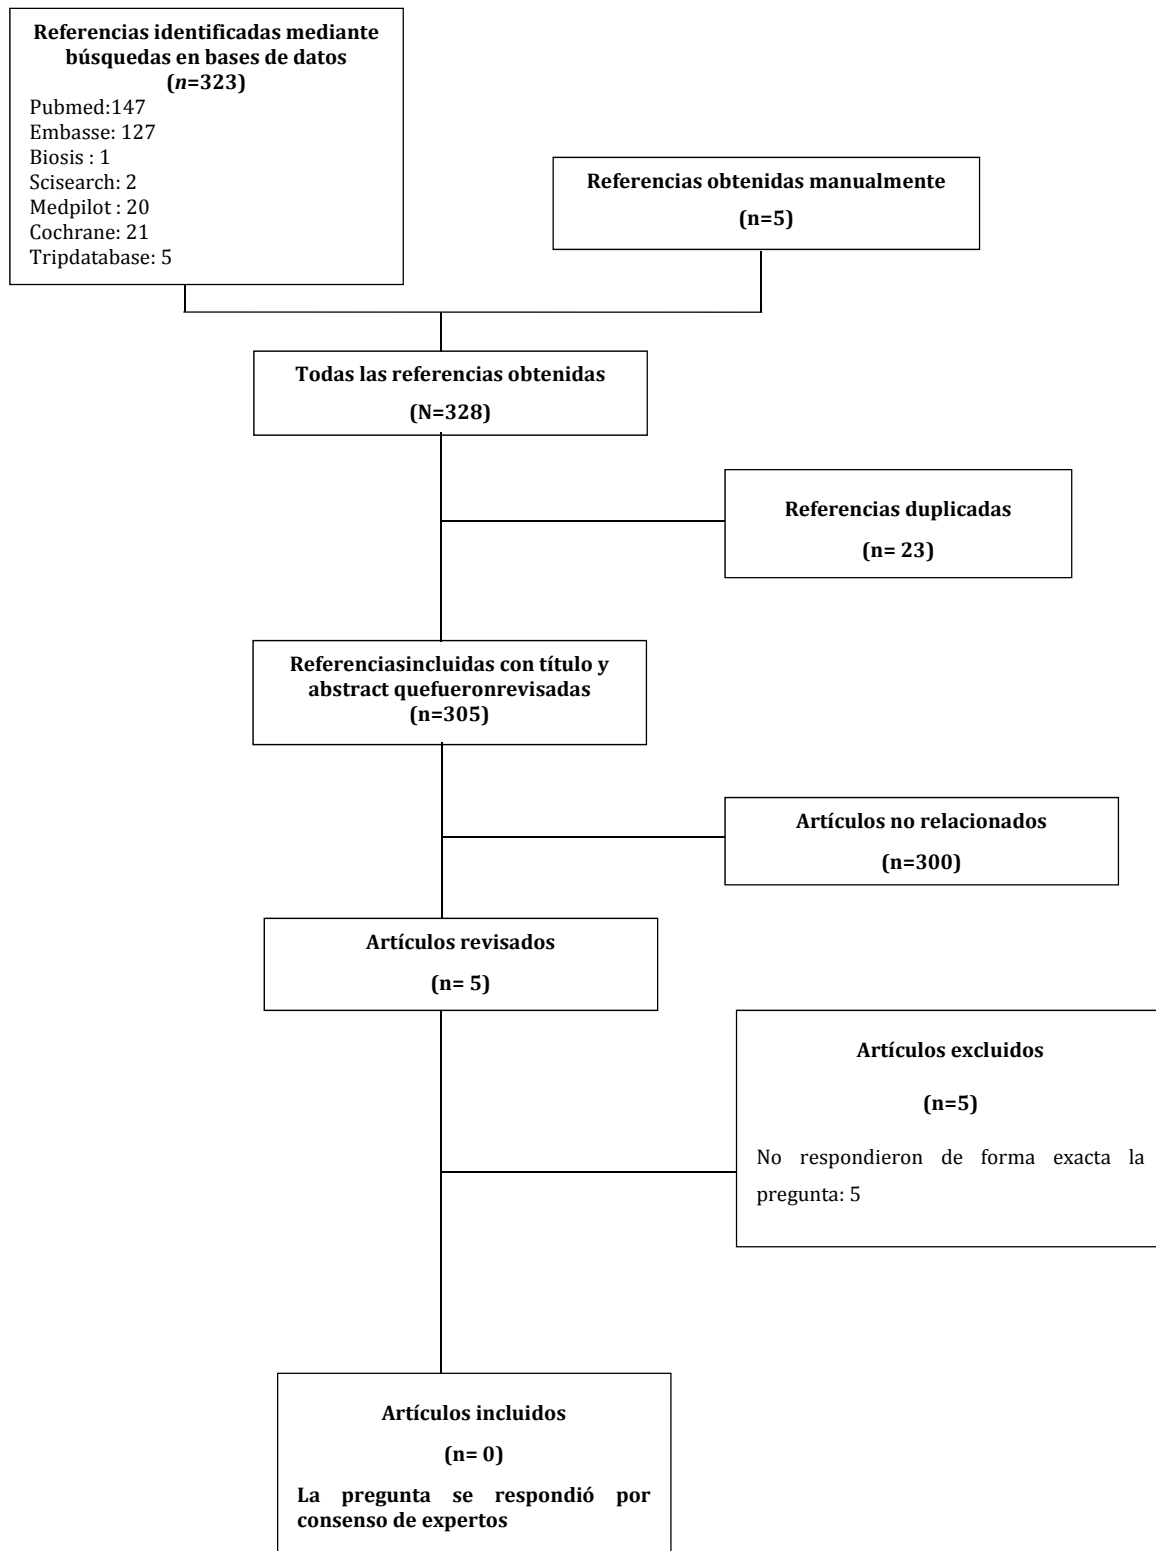 Referencias identificadas mediante
búsquedas en bases de datos
(n=323)
Pubmed:147
Embasse: 127
Biosis : 1
Scisearch: 2
Medpilot : 20
Cochrane: 21
Tripdatabase: 5
Referencias obtenidas manualmente
(n=5)
Todas las referencias obtenidas
(N=328)
Referencias duplicadas
(n= 23)
Referenciasincluidas con título y
abstract quefueronrevisadas
(n=305)
Artículos no relacionados
(n=300)
Artículos revisados
(n= 5)
Artículos excluidos
(n=5)
No respondieron de forma exacta la
pregunta: 5
Artículos incluidos
(n= 0)
La pregunta se respondió por
consenso de expertos